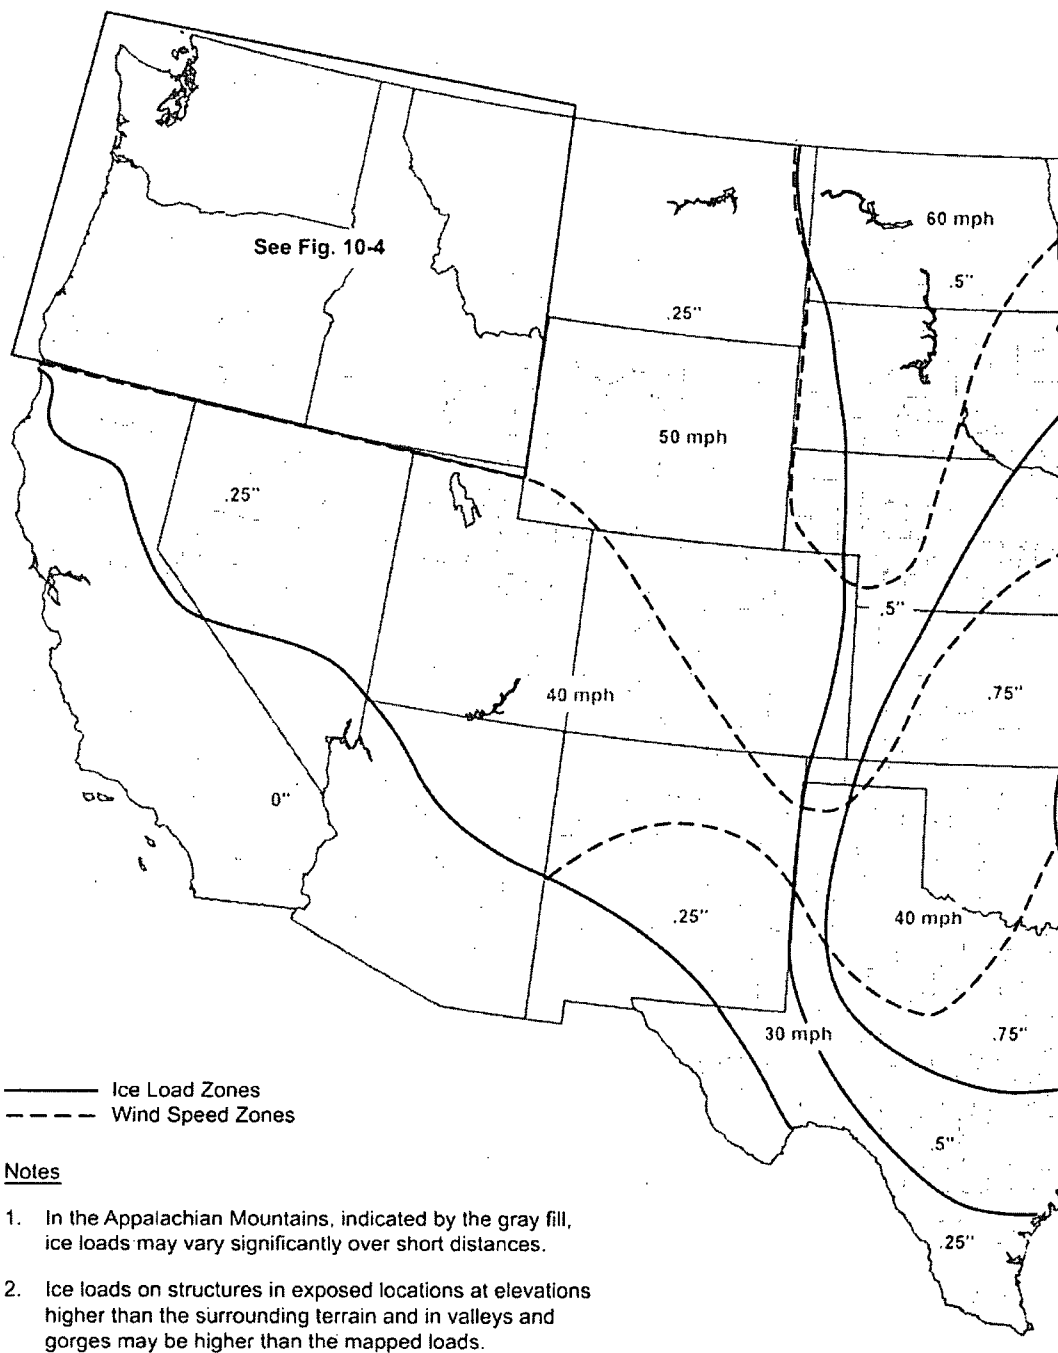 60 mph
See Fig. 10-4
.5"
.25"
50 mph
.25"
.5"
40 mph
.75"
0"
.25"
40 mph
30 mph
.75"
Ice Load Zones
Wind Speed Zones
.5"
Notes
.25"
1. In the Appalachian Mountains, indicated by the gray fill,
ice loads may vary significantly over short distances.
2. Ice loads on structures in exposed locations at elevations
higher than the surrounding terrain and in valleys and
gorges may be higher than the mapped loads.